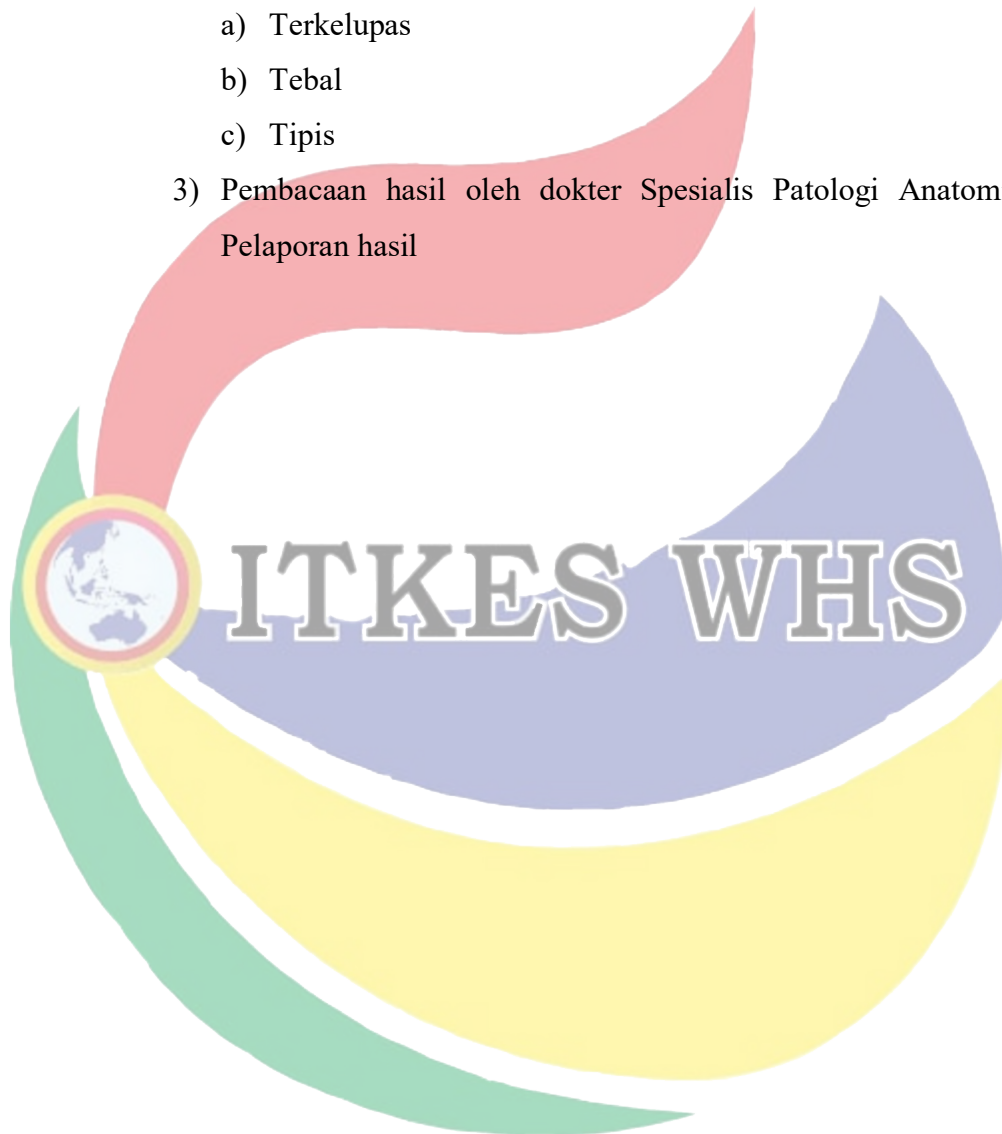 a) Terkelupas
b) Tebal
c) Tipis
3) Pembacaan hasil oleh dokter Spesialis Patologi Anatom
Pelaporan hasil
ITKES WHS